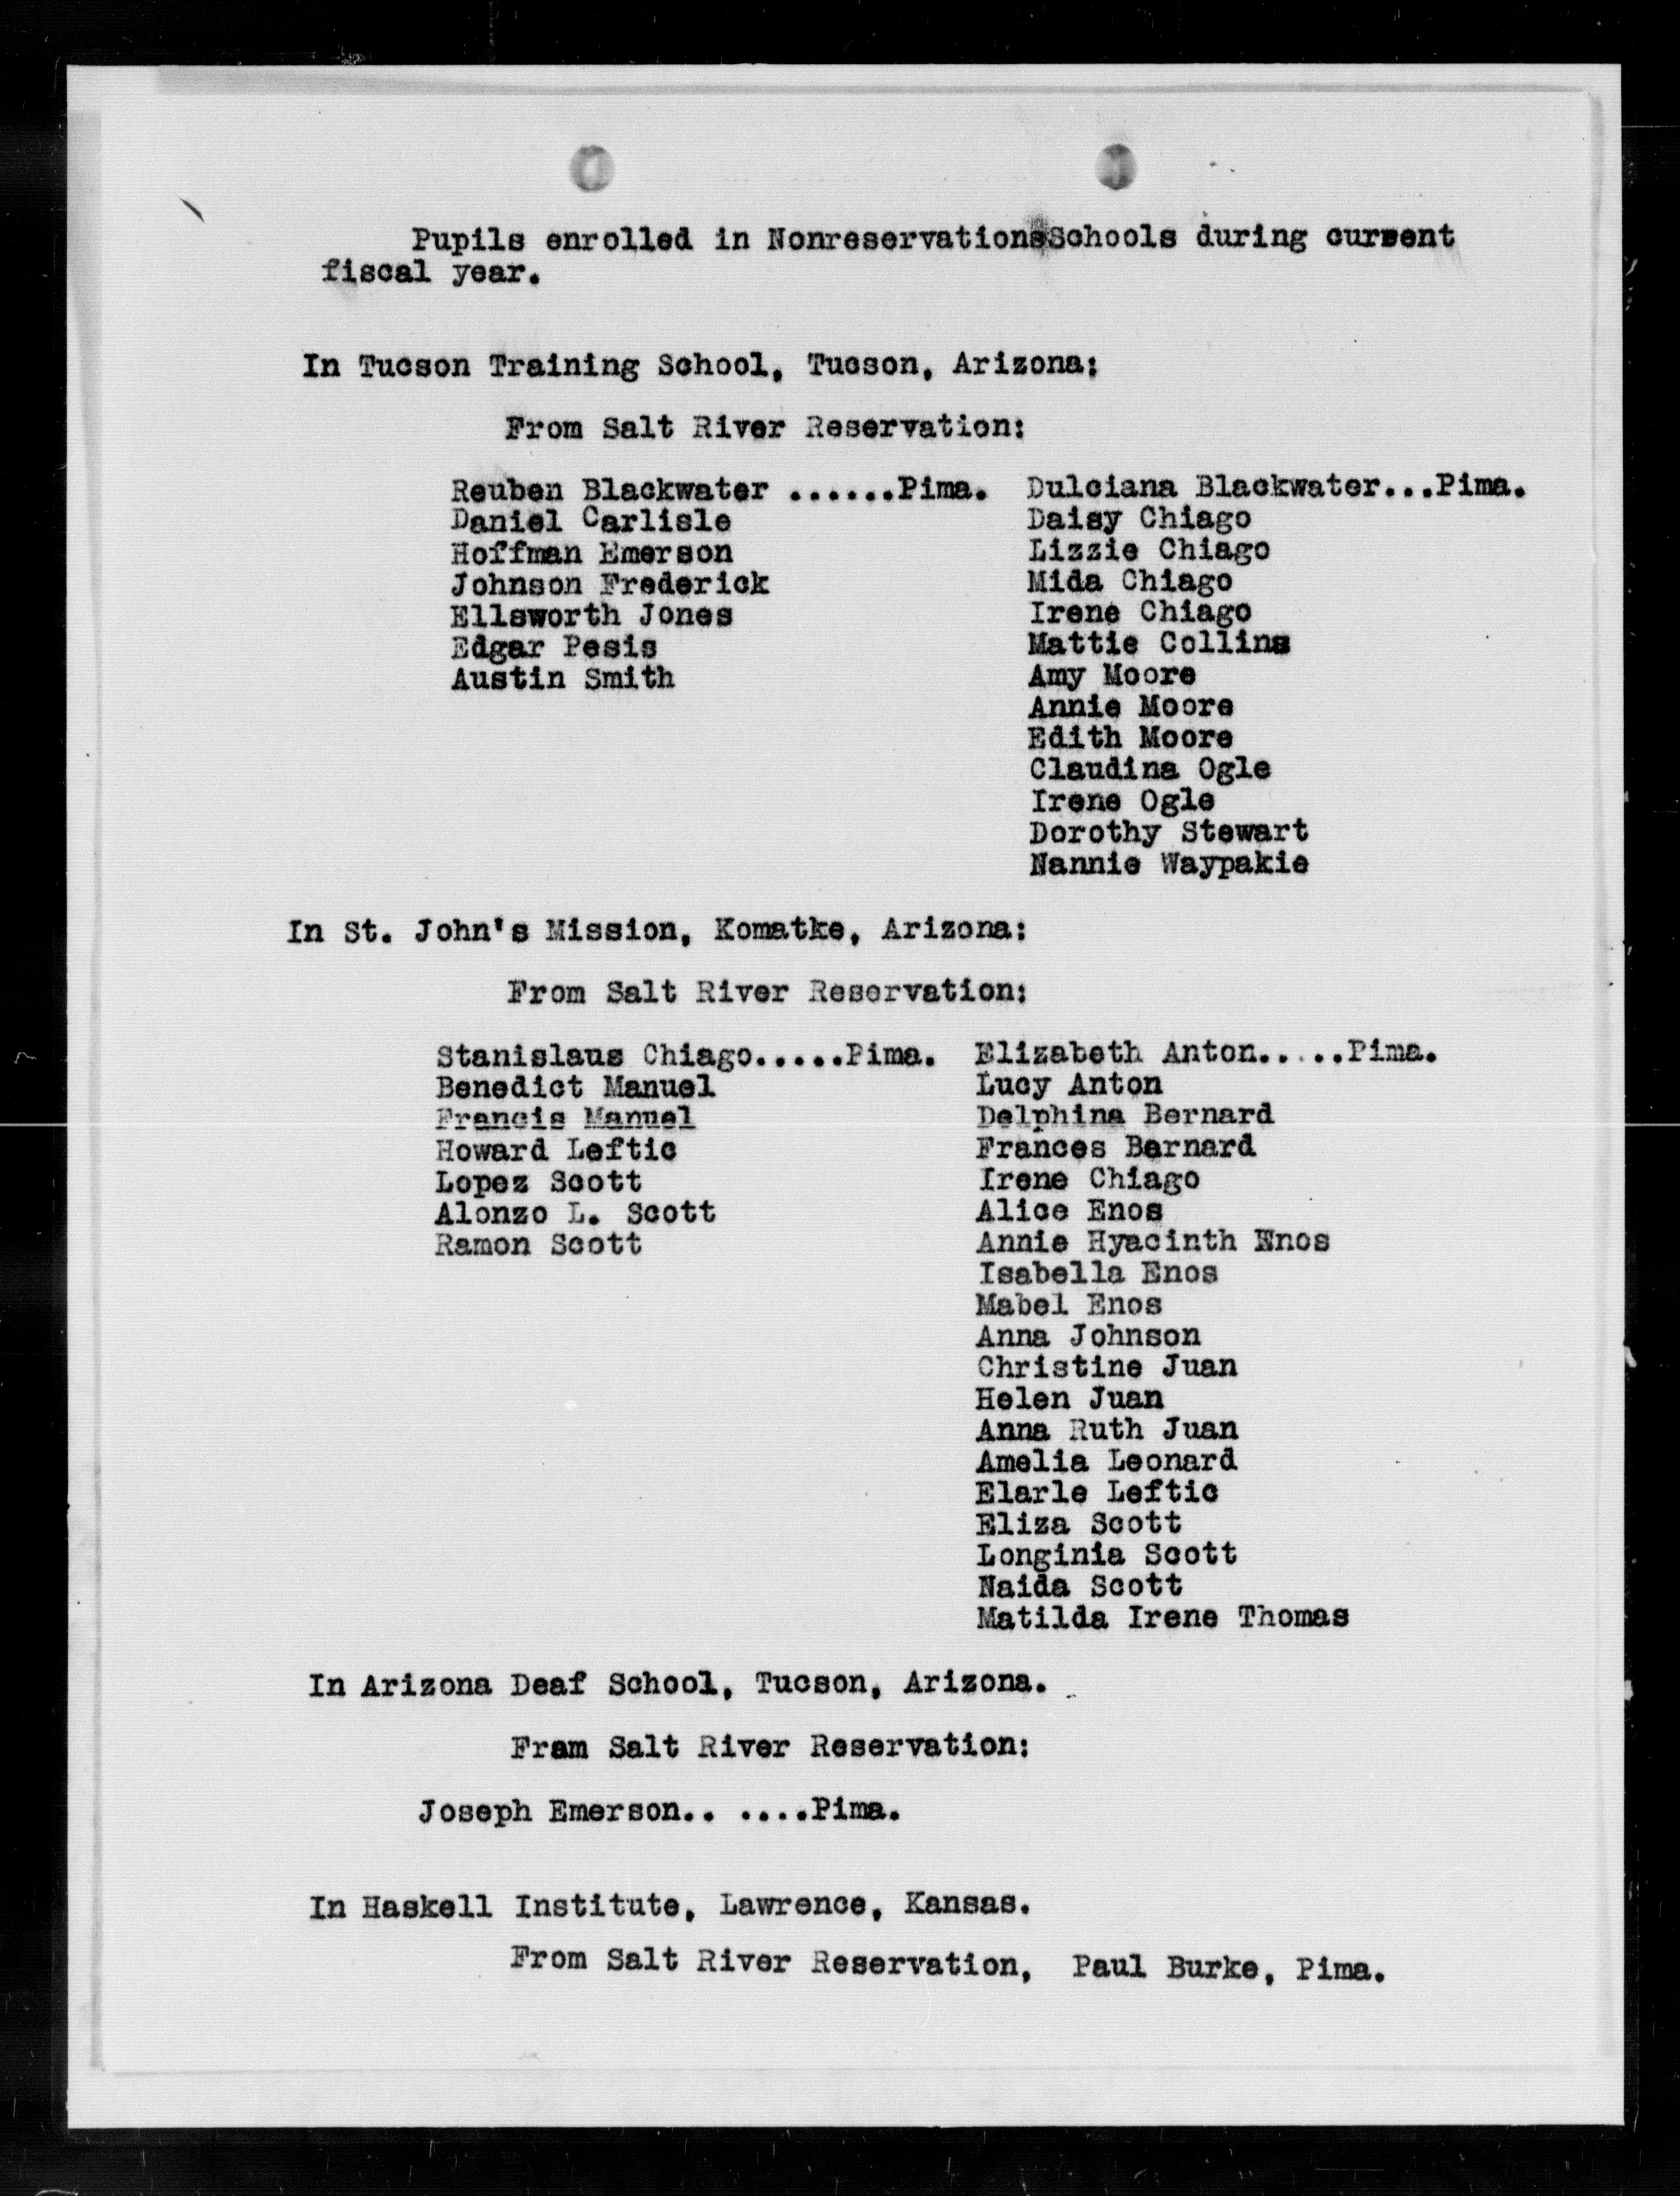 Pupils enrolled in Nonreservation Schools during current
fiscal year.
In Tucson Training School, Tucson, Arizona:
From Salt River Reservation:
Reuben Blackwater ......Pima.
Daniel Carlisle
Hoffman Emerson
Johnson Frederick
Ellsworth Jones
Edgar Pesis
Austin Smith
Dulciana Blackwater...Pima.
Daisy Chiago
Lizzie Chiago
Mida Chiago
Irene Chiago
Mattie Collins
Amy Moore
Annie Moore
Edith Moore
Claudina Ogle
Irene Ogle
Dorothy Stewart
Nannie Waypakie
In St. John's Mission, Komatke, Arizona:
From Salt River Reservation:
Stanislaus Chiago.....Pima.
Benedict Manuel
Francis Manuel
Howard Leftic
Lopez Scott
Alonzo L. Scott
Ramon Scott
Elizabeth Anton.....Pima.
Lucy Anton
Delphina Bernard
Frances Bernard
Irene Chiago
Alice Enos
Annie Hyacinth Enos
Isabella Enos
Mabel Enos
Anna Johnson
Christine Juan
Helen Juan
Anna Ruth Juan
Amelia Leonard
Elarle Leftic
Eliza Scott
Longinia Scott
Naida Scott
Matilda Irene Thomas
In Arizona Deaf School, Tucson, Arizona.
Fram Salt River Reservation:
Joseph Emerson.. ....Pima.
In Haskell Institute, Lawrence, Kansas.
From Salt River Reservation, Paul Burke, Pima.